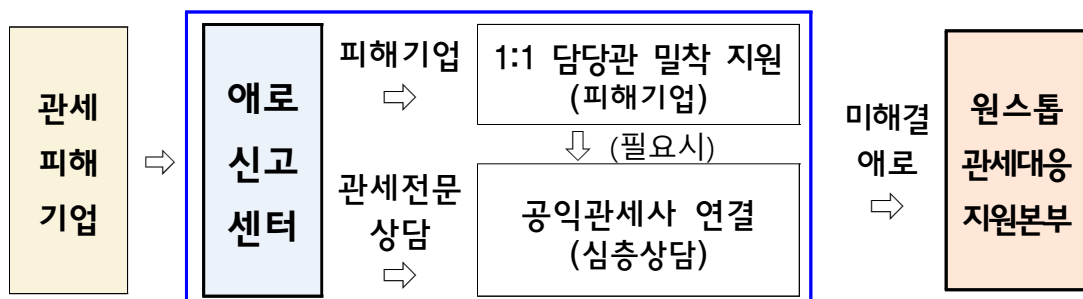 관세
피해
기업
⇨
애로
신고
센터
피해기업
⇨
1:1 담당관 밀착 지원
(피해기업)
⇩ (필요시)
관세전문
상담
⇨
공익관세사 연결
(심층상담)
미해결
애로
⇨
원스톱
관세대응
지원본부